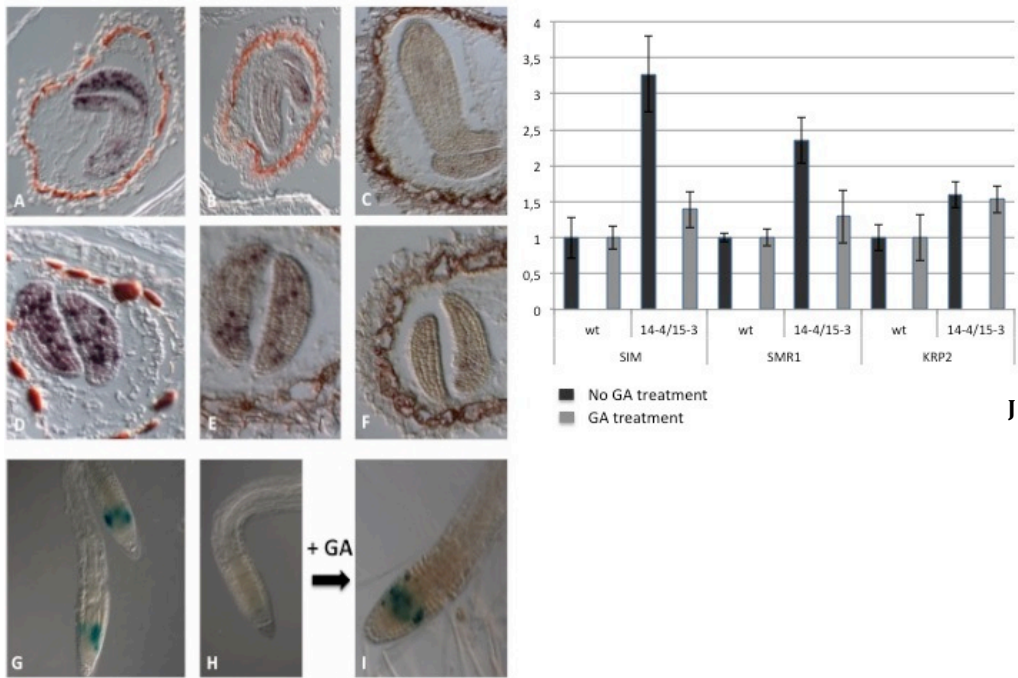 A
B
C
D
E
F
G
H
+ GA
I
4
3,5
3
2,5
2
1,5
1
0,5
0
wt 14-4/15-3 wt 14-4/15-3 wt 14-4/15-3
SIM SMR1 KRP2
No GA treatment
GA treatment
J